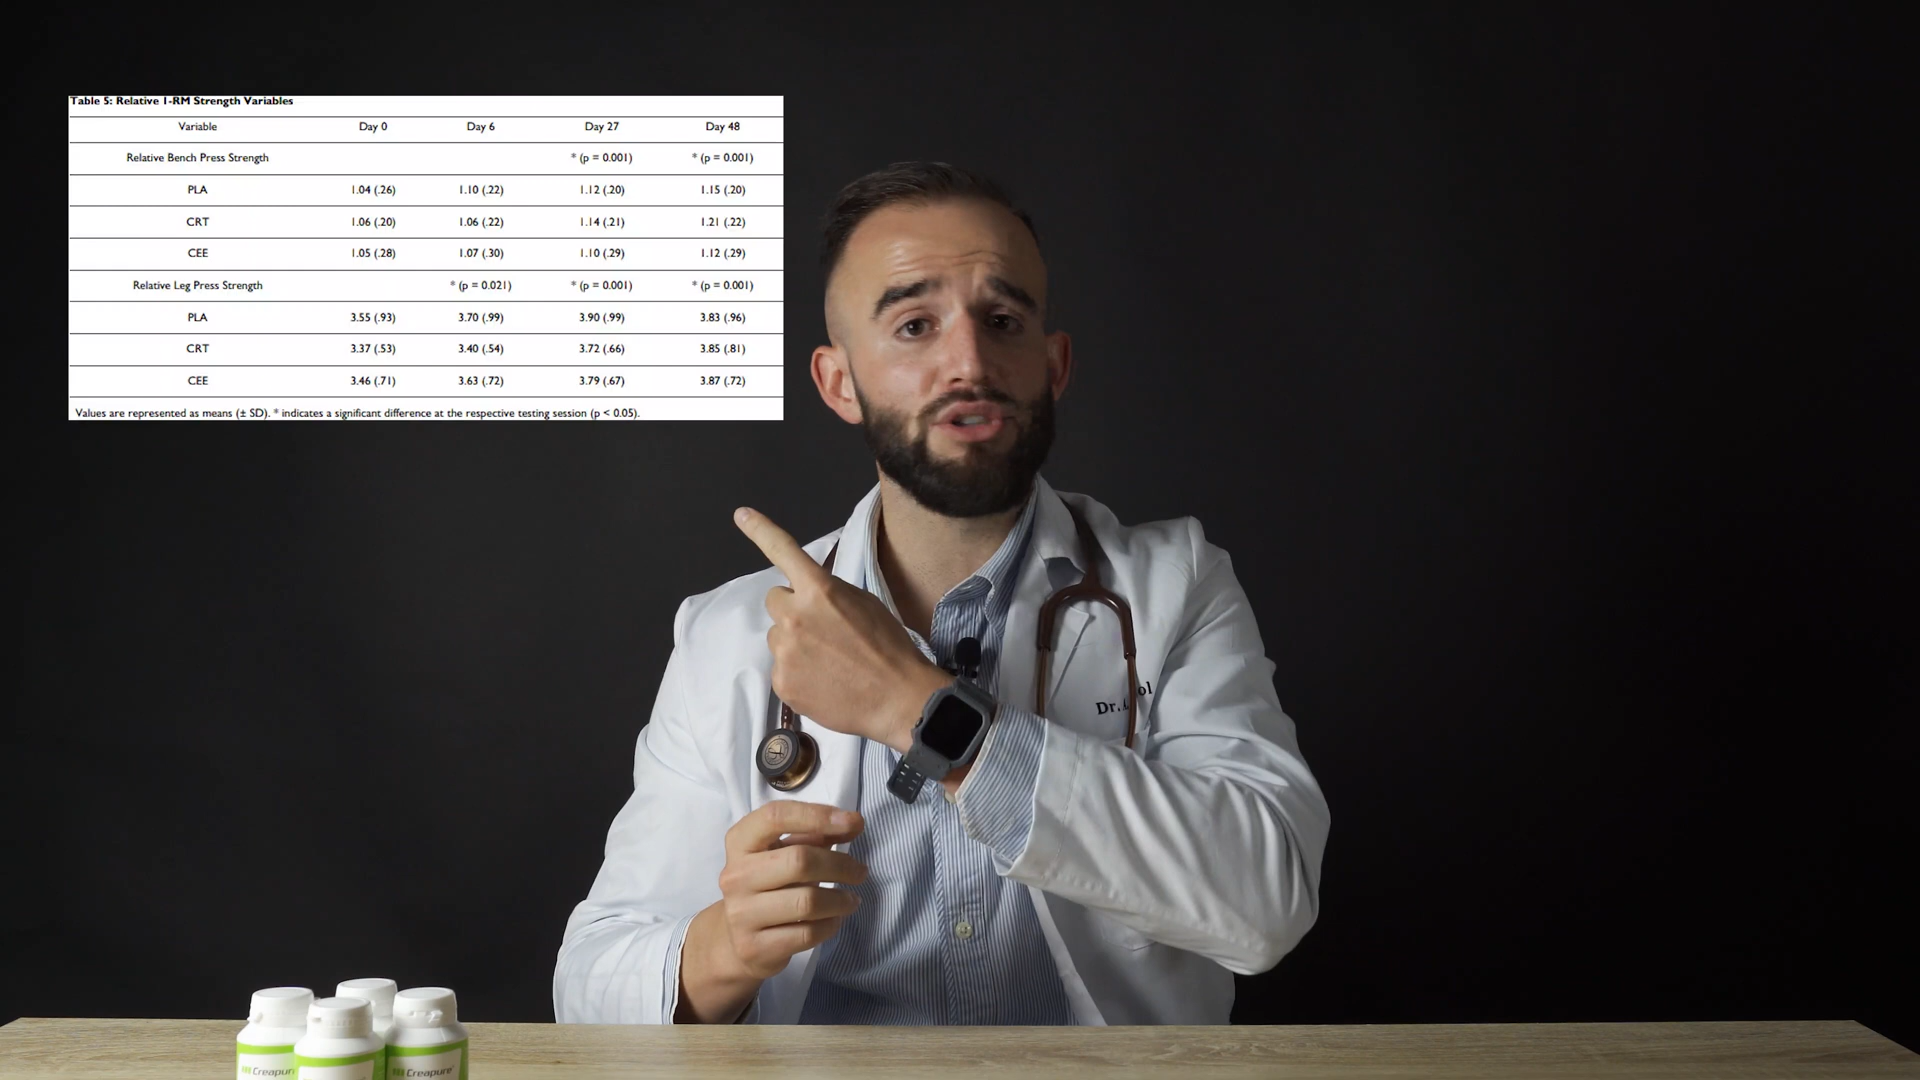 Table 5: Relative 1-RM Strength Variables
Variable Day 0 Day 6 Day 27 Day 48
Relative Bench Press Strength * (p = 0.001) * (p = 0.001)
PLA 1.04 (.26) 1.10 (.22) 1.12 (.20) 1.15 (.20)
CRT 1.06 (.20) 1.06 (.22) 1.14 (.21) 1.21 (.22)
CEE 1.05 (.28) 1.07 (.30) 1.10 (.29) 1.12 (.29)
Relative Leg Press Strength * (p = 0.021) * (p = 0.001) * (p = 0.001)
PLA 3.55 (.93) 3.70 (.99) 3.90 (.99) 3.83 (.96)
CRT 3.37 (.53) 3.40 (.54) 3.72 (.66) 3.85 (.81)
CEE 3.46 (.71) 3.63 (.72) 3.79 (.67) 3.87 (.72)
Values are represented as means (± SD). * indicates a significant difference at the respective testing session (p < 0.05).
Dr.
Creapure